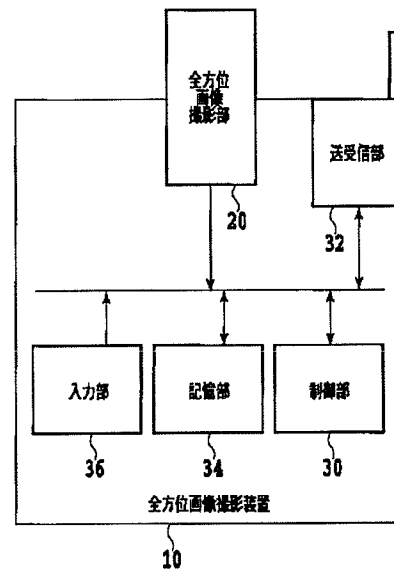 全方位
画像
撮影部
送受信部
20
32
入力部
記憶部
制御部
36
34
30
全方位画像撮影装置
10